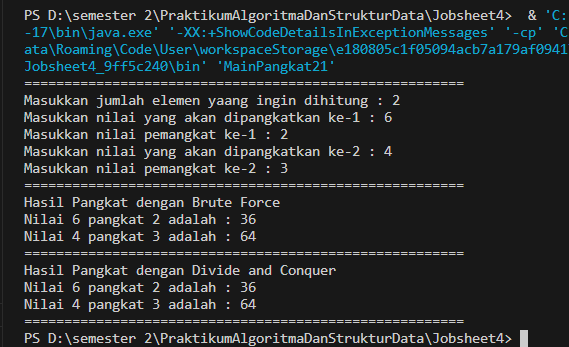 PS D:\semester 2\PraktikumAlgoritmaDanStrukturData\Jobsheet4>  & 'C:
-17\bin\java.exe' '-XX:+ShowCodeDetailsInExceptionMessages' '-cp' 'C
ata\Roaming\Code\User\workspaceStorage\e180805c1f05094acb7a179af0941
Jobsheet4_9ff5c240\bin' 'MainPangkat21'
=====================================================
Masukkan jumlah elemen yaang ingin dihitung : 2
Masukkan nilai yang akan dipangkatkan ke-1 : 6
Masukkan nilai pemangkat ke-1 : 2
Masukkan nilai yang akan dipangkatkan ke-2 : 4
Masukkan nilai pemangkat ke-2 : 3
=====================================================
Hasil Pangkat dengan Brute Force
Nilai 6 pangkat 2 adalah : 36
Nilai 4 pangkat 3 adalah : 64
=====================================================
Hasil Pangkat dengan Divide and Conquer
Nilai 6 pangkat 2 adalah : 36
Nilai 4 pangkat 3 adalah : 64
=====================================================
PS D:\semester 2\PraktikumAlgoritmaDanStrukturData\Jobsheet4>